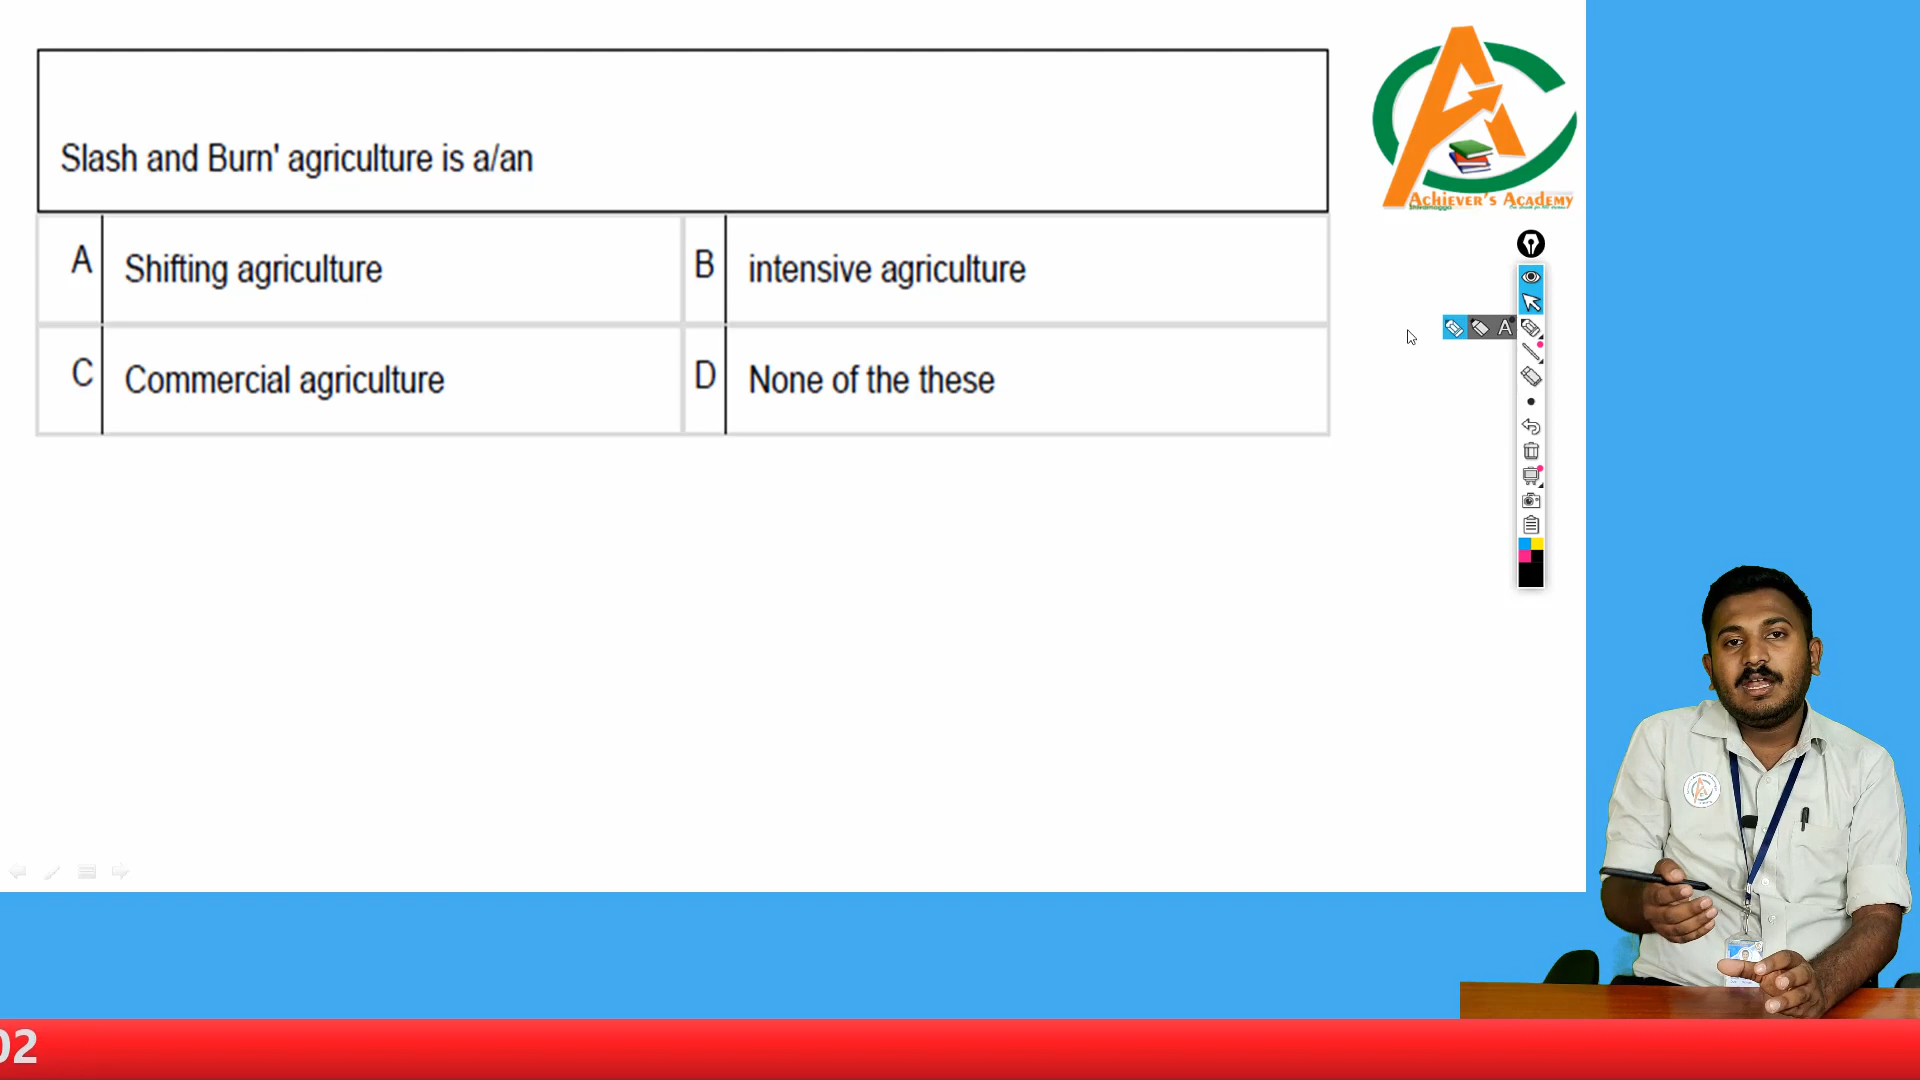 Slash and Burn' agriculture is a/an
A Shifting agriculture
B intensive agriculture
C Commercial agriculture
D None of the these
ACHIEVER'S ACADEMY
Shivamogga
A
02